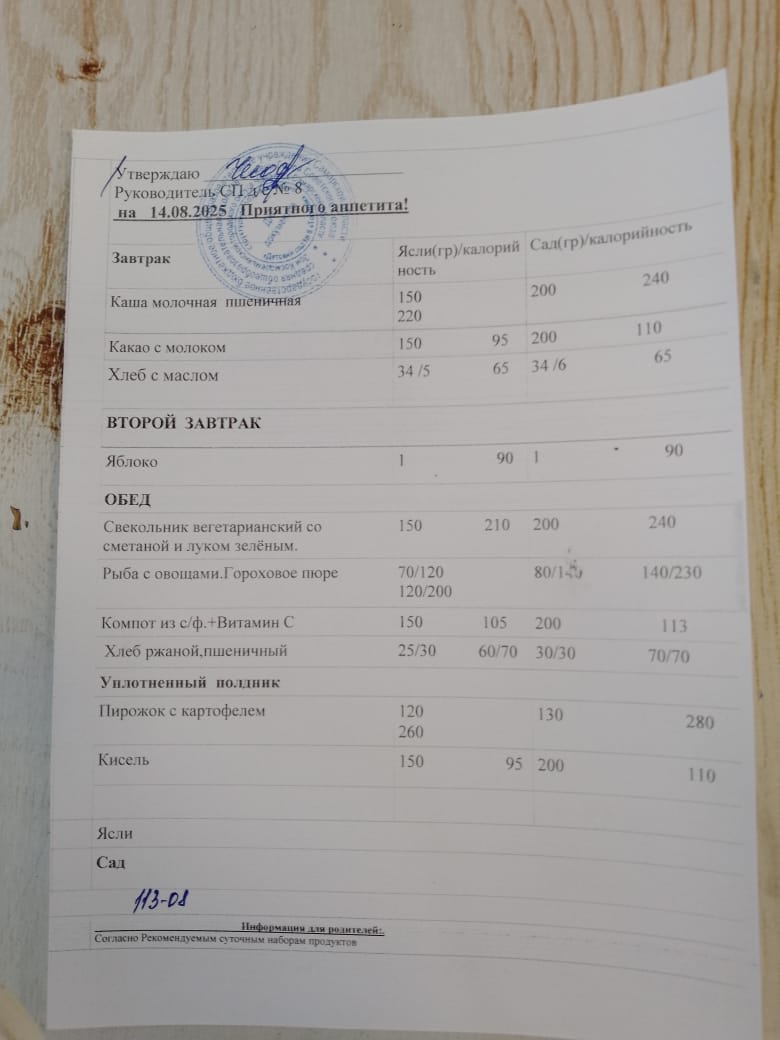 Утверждаю
Руководитель СП д/с № 8
на 14.08.2025 Приятного аппетита!
Завтрак Ясли(гр)/калорий Сад(гр)/калорийность
ность
Каша молочная пшеничная 150 200 240
220
Какао с молоком 150 95 200 110
Хлеб с маслом 34 /5 65 34 /6 65
ВТОРОЙ ЗАВТРАК
Яблоко 1 90 1 90
ОБЕД
Свекольник вегетарианский со 150 210 200 240
сметаной и луком зелёным.
Рыба с овощами.Гороховое пюре 70/120 80/140 140/230
120/200
Компот из с/ф.+Витамин С 150 105 200 113
Хлеб ржаной,пшеничный 25/30 60/70 30/30 70/70
Уплотненный полдник
Пирожок с картофелем 120 130 280
260
Кисель 150 95 200 110
Ясли
Сад
113-08
Информация для родителей:.
Согласно Рекомендуемым суточным наборам продуктов